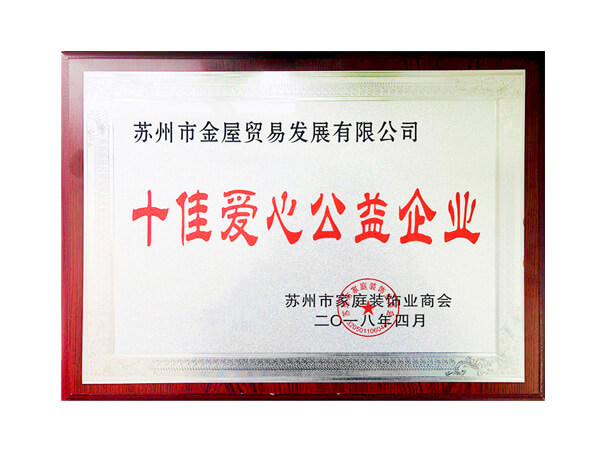 苏州市金屋贸易发展有限公司
十佳爱心公益企业
苏州市家庭装饰业商会
二〇一八年四月